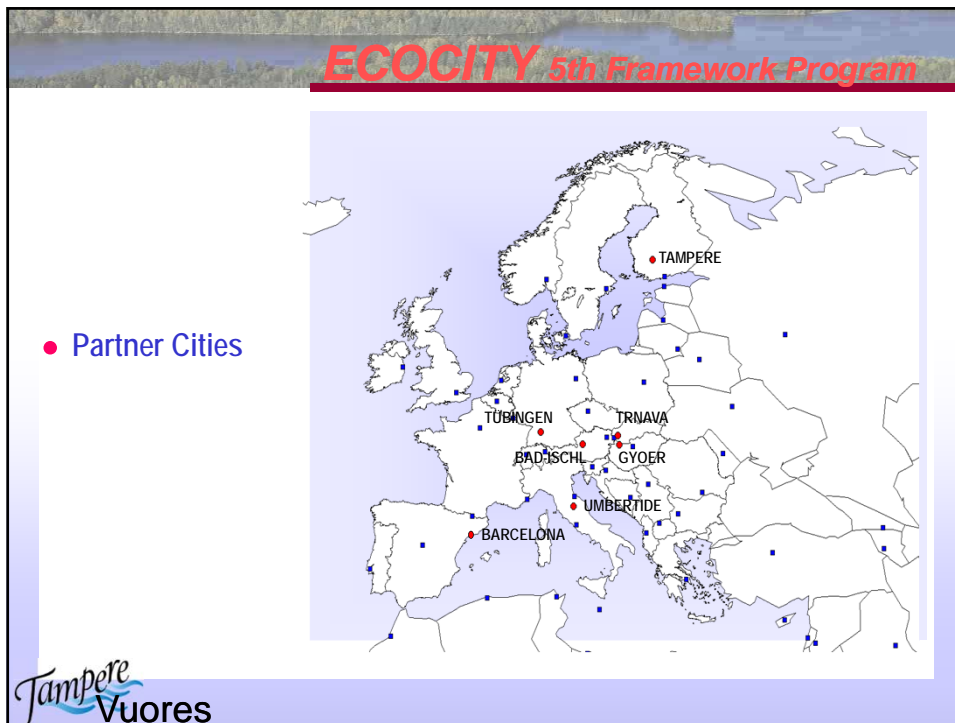 ECOCITY 5th Framework Program
Partner Cities
TAMPERE
TUBINGEN
TRNAVA
BAD-ISCHL
GYOER
UMBERTIDE
BARCELONA
Tampere
Vuores